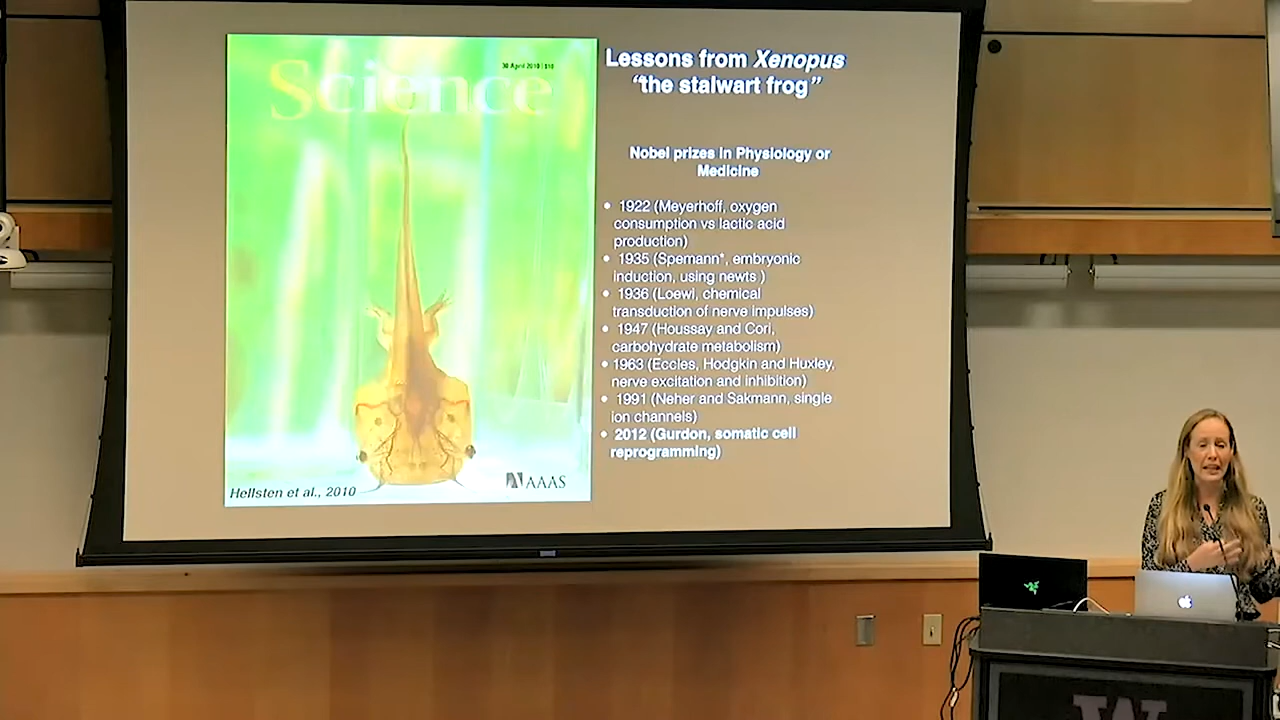 Science
30 April 2010 | $10
Hellsten et al., 2010
AAAS
Lessons from Xenopus
“the stalwart frog”
Nobel prizes in Physiology or
Medicine
• 1922 (Meyerhoff, oxygen
consumption vs lactic acid
production)
• 1935 (Spemann*, embryonic
induction, using newts )
• 1936 (Loewi, chemical
transduction of nerve impulses)
• 1947 (Houssay and Cori,
carbohydrate metabolism)
• 1963 (Eccles, Hodgkin and Huxley,
nerve excitation and inhibition)
• 1991 (Neher and Sakmann, single
ion channels)
• 2012 (Gurdon, somatic cell
reprogramming)
W